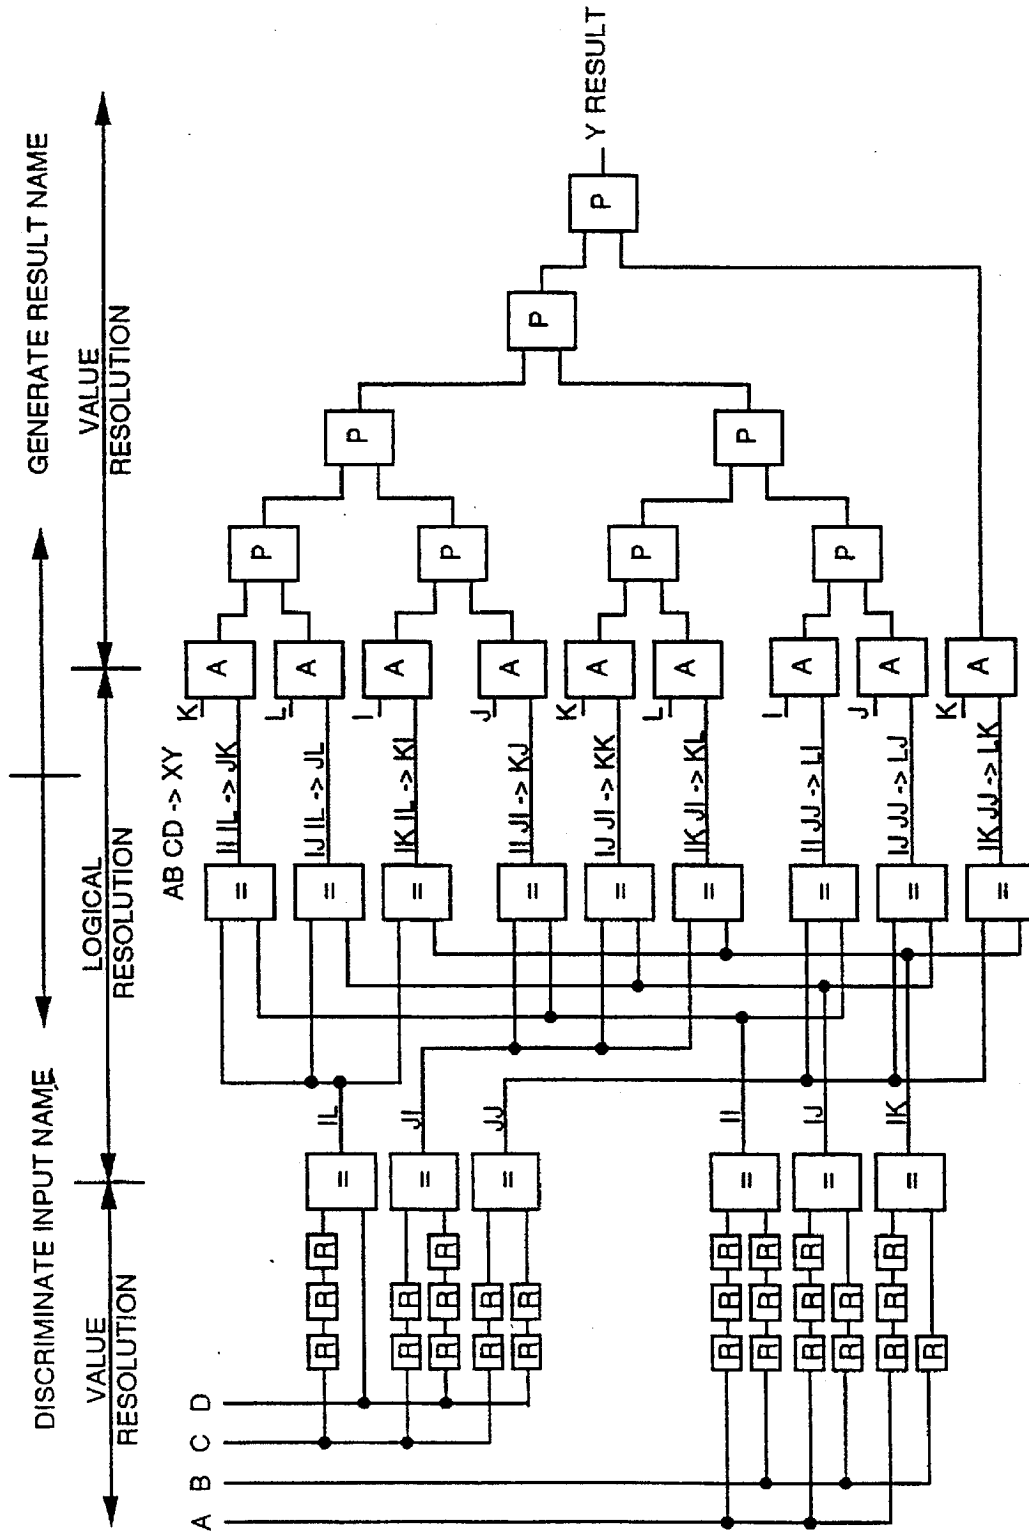 DISCRIMINATE INPUT NAME
GENERATE RESULT NAME
VALUE
RESOLUTION
LOGICAL
RESOLUTION
VALUE
RESOLUTION
AB CD -> XY
A B C D
= II IL -> JK K A
P
= IJ IL -> JL L A
R R R
= IL
P
= IK IL -> KI I A
R R
R R R
= JI
P
= II JI -> KJ J A
R R
R R
= JJ
P
= IJ JI -> KK K A
P
P Y RESULT
= IK JI -> KL L A
R R R
R R R
= II
P
= II JJ -> LI I A
R R R
R R
= IJ
P
= IJ JJ -> LJ J A
R R R
R
= IK
= IK JJ -> LK K A